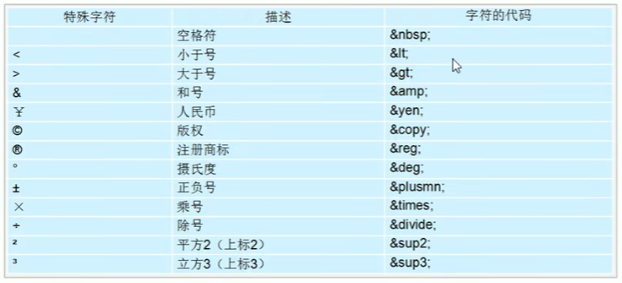 特殊字符 描述 字符的代码
空格符 &nbsp;
< 小于号 &lt;
> 大于号 &gt;
& 和号 &amp;
￥ 人民币 &yen;
© 版权 &copy;
® 注册商标 &reg;
° 摄氏度 &deg;
± 正负号 &plusmn;
× 乘号 &times;
÷ 除号 &divide;
² 平方2（上标2） &sup2;
³ 立方3（上标3） &sup3;